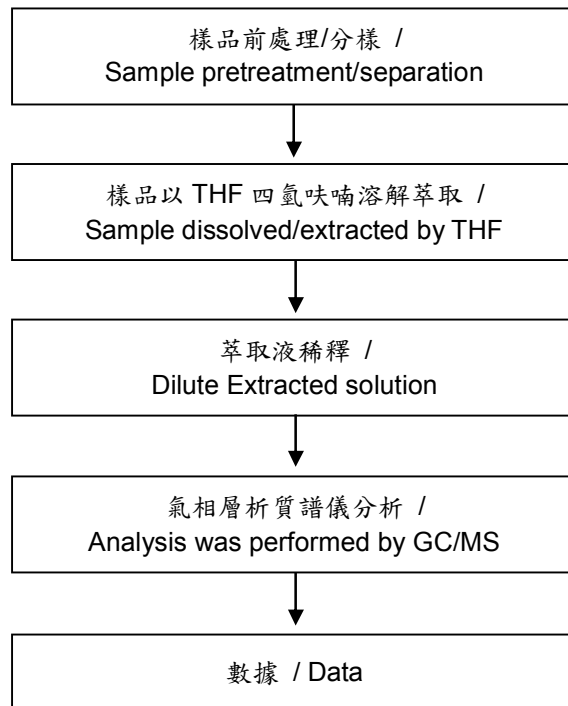 樣品前處理/分樣 /
Sample pretreatment/separation
樣品以 THF 四氫呋喃溶解萃取 /
Sample dissolved/extracted by THF
萃取液稀釋 /
Dilute Extracted solution
氣相層析質譜儀分析 /
Analysis was performed by GC/MS
數據 / Data